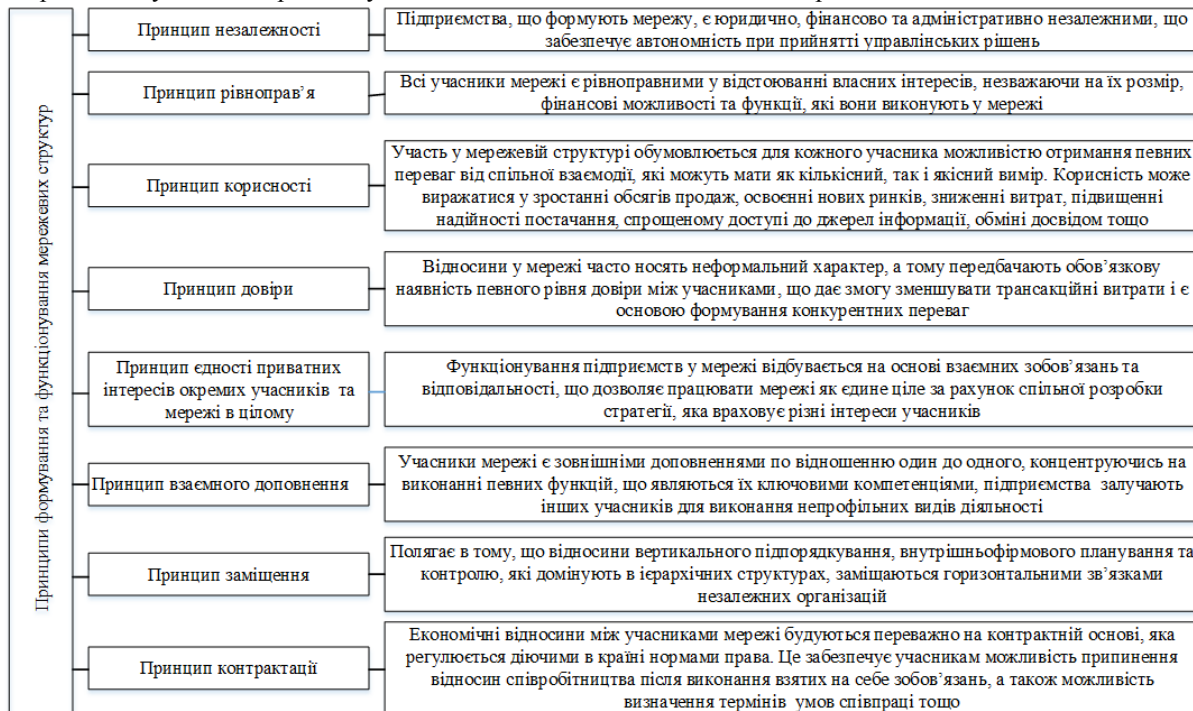 Принципи формування та функціонування мережевих структур
Принцип незалежності
Підприємства, що формують мережу, є юридично, фінансово та адміністративно незалежними, що
забезпечує автономність при прийнятті управлінських рішень
Принцип рівноправ’я
Всі учасники мережі є рівноправними у відстоюванні власних інтересів, незважаючи на їх розмір,
фінансові можливості та функції, які вони виконують у мережі
Принцип корисності
Участь у мережевій структурі обумовлюється для кожного учасника можливістю отримання певних
переваг від спільної взаємодії, які можуть мати як кількісний, так і якісний вимір. Корисність може
виражатися у зростанні обсягів продаж, освоєнні нових ринків, зниженні витрат, підвищенні
надійності постачання, спрощеному доступі до джерел інформації, обміні досвідом тощо
Принцип довіри
Відносини у мережі часто носять неформальний характер, а тому передбачають обов’язкову
наявність певного рівня довіри між учасниками, що дає змогу зменшувати трансакційні витрати і є
основою формування конкурентних переваг
Принцип єдності приватних
інтересів окремих учасників та
мережі в цілому
Функціонування підприємств у мережі відбувається на основі взаємних зобов’язань та
відповідальності, що дозволяє працювати мережі як єдине ціле за рахунок спільної розробки
стратегії, яка враховує різні інтереси учасників
Принцип взаємного доповнення
Учасники мережі є зовнішніми доповненнями по відношенню один до одного, концентруючись на
виконанні певних функцій, що являються їх ключовими компетенціями, підприємства залучають
інших учасників для виконання непрофільних видів діяльності
Принцип заміщення
Полягає в тому, що відносини вертикального підпорядкування, внутрішньофірмового планування та
контролю, які домінують в ієрархічних структурах, заміщаються горизонтальними зв’язками
незалежних організацій
Принцип контрактації
Економічні відносини між учасниками мережі будуються переважно на контрактній основі, яка
регулюється діючими в країні нормами права. Це забезпечує учасникам можливість припинення
відносин співробітництва після виконання взятих на себе зобов’язань, а також можливість
визначення термінів умов співпраці тощо